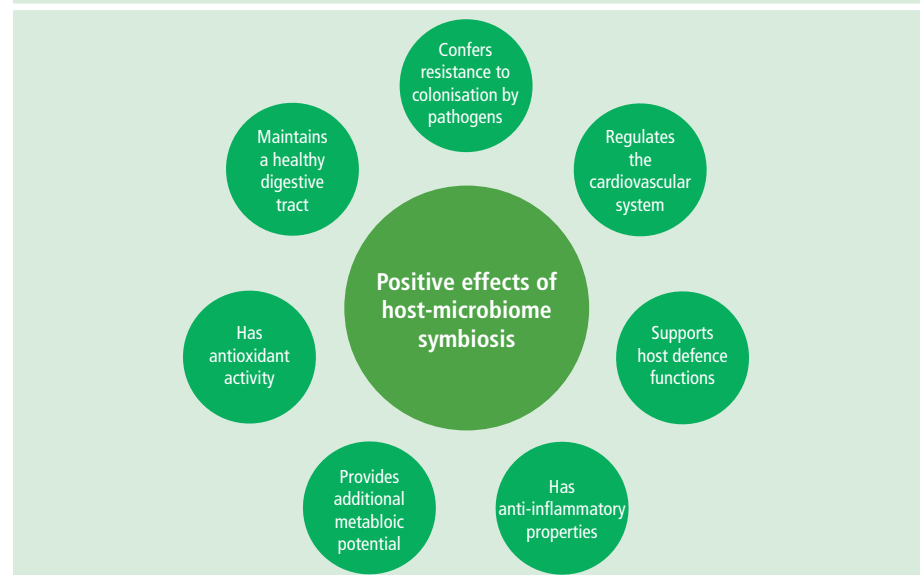 Confers
resistance to
colonisation by
pathogens
Regulates
the
cardiovascular
system
Supports
host defence
functions
Has
anti-inflammatory
properties
Provides
additional
metabloic
potential
Has
antioxidant
activity
Maintains
a healthy
digestive
tract
Positive effects of
host-microbiome
symbiosis